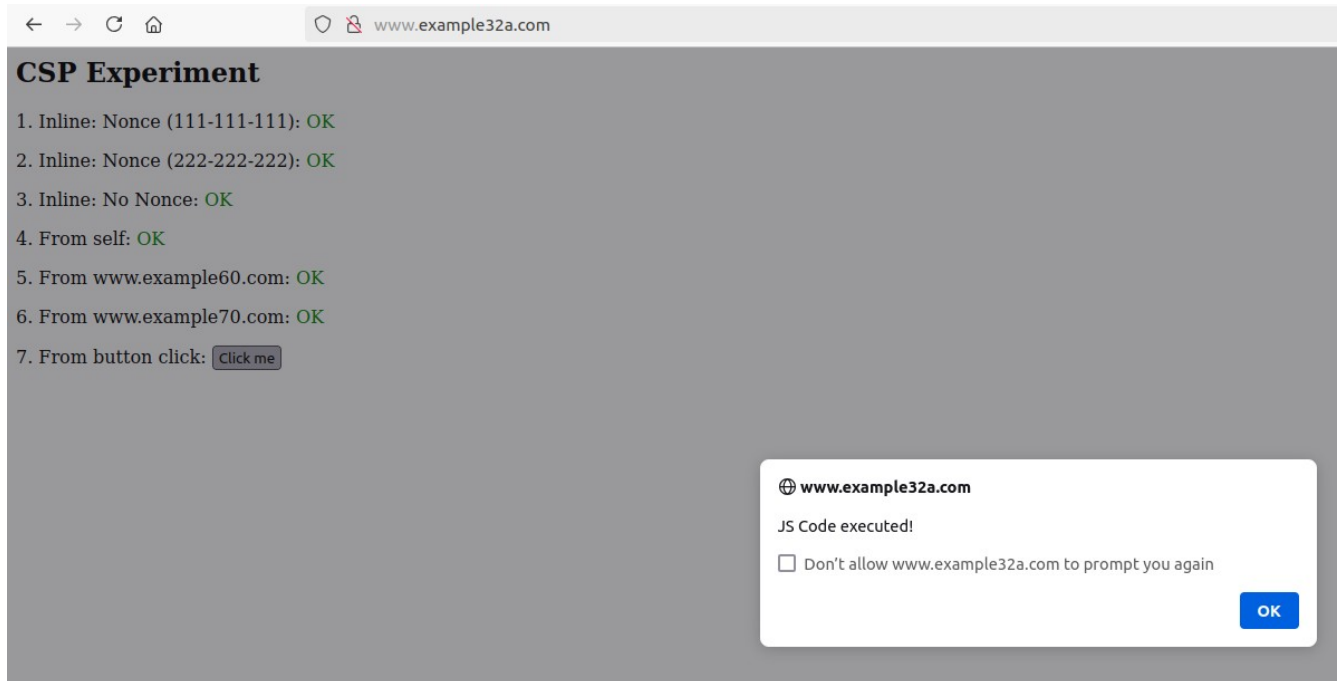 www.example32a.com
CSP Experiment
1. Inline: Nonce (111-111-111): OK
2. Inline: Nonce (222-222-222): OK
3. Inline: No Nonce: OK
4. From self: OK
5. From www.example60.com: OK
6. From www.example70.com: OK
7. From button click: Click me
www.example32a.com
JS Code executed!
Don’t allow www.example32a.com to prompt you again
OK